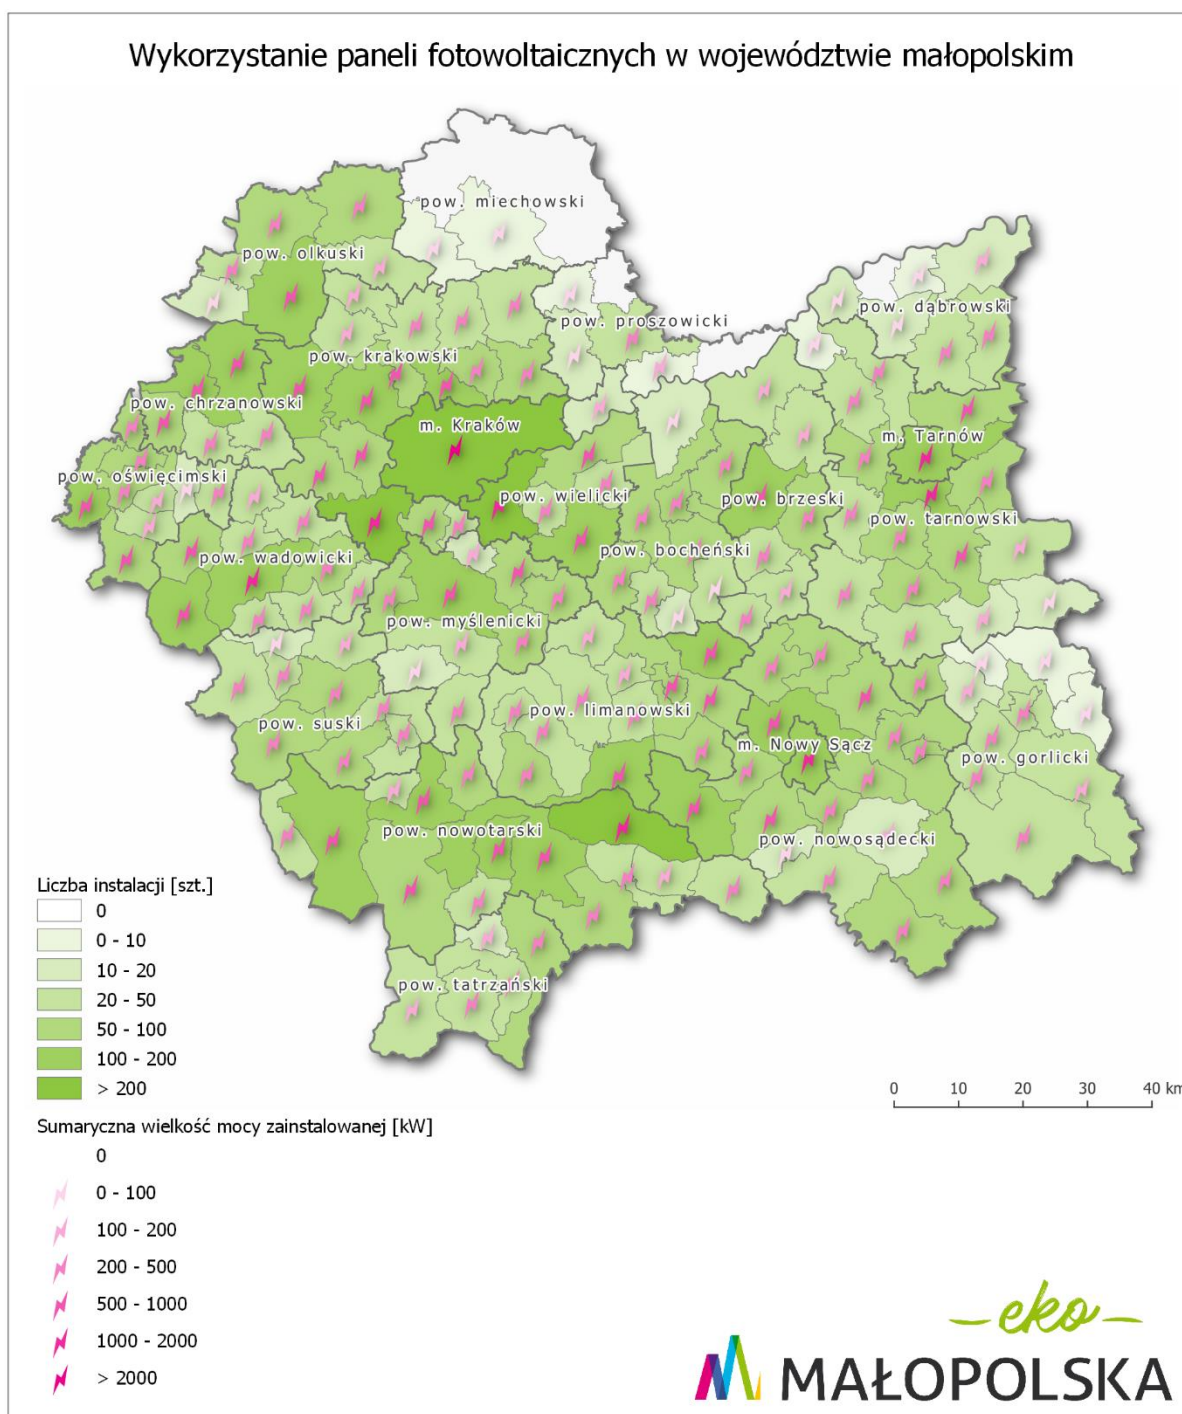 Wykorzystanie paneli fotowoltaicznych w województwie małopolskim
pow. miechowski
pow. olkuski
pow. dąbrowski
pow. proszowicki
pow. krakowski
pow. chrzanowski
m. Kraków
m. Tarnów
pow. oświęcimski
pow. wielicki
pow. brzeski
pow. tarnowski
pow. wadowicki
pow. bocheński
pow. myślenicki
pow. limanowski
pow. suski
m. Nowy Sącz
pow. gorlicki
pow. nowotarski
pow. nowosądecki
pow. tatrzański
Liczba instalacji [szt.]
0
0 - 10
10 - 20
20 - 50
50 - 100
100 - 200
> 200
0 10 20 30 40 km
Sumaryczna wielkość mocy zainstalowanej [kW]
0
0 - 100
100 - 200
200 - 500
500 - 1000
1000 - 2000
> 2000
eko
MAŁOPOLSKA